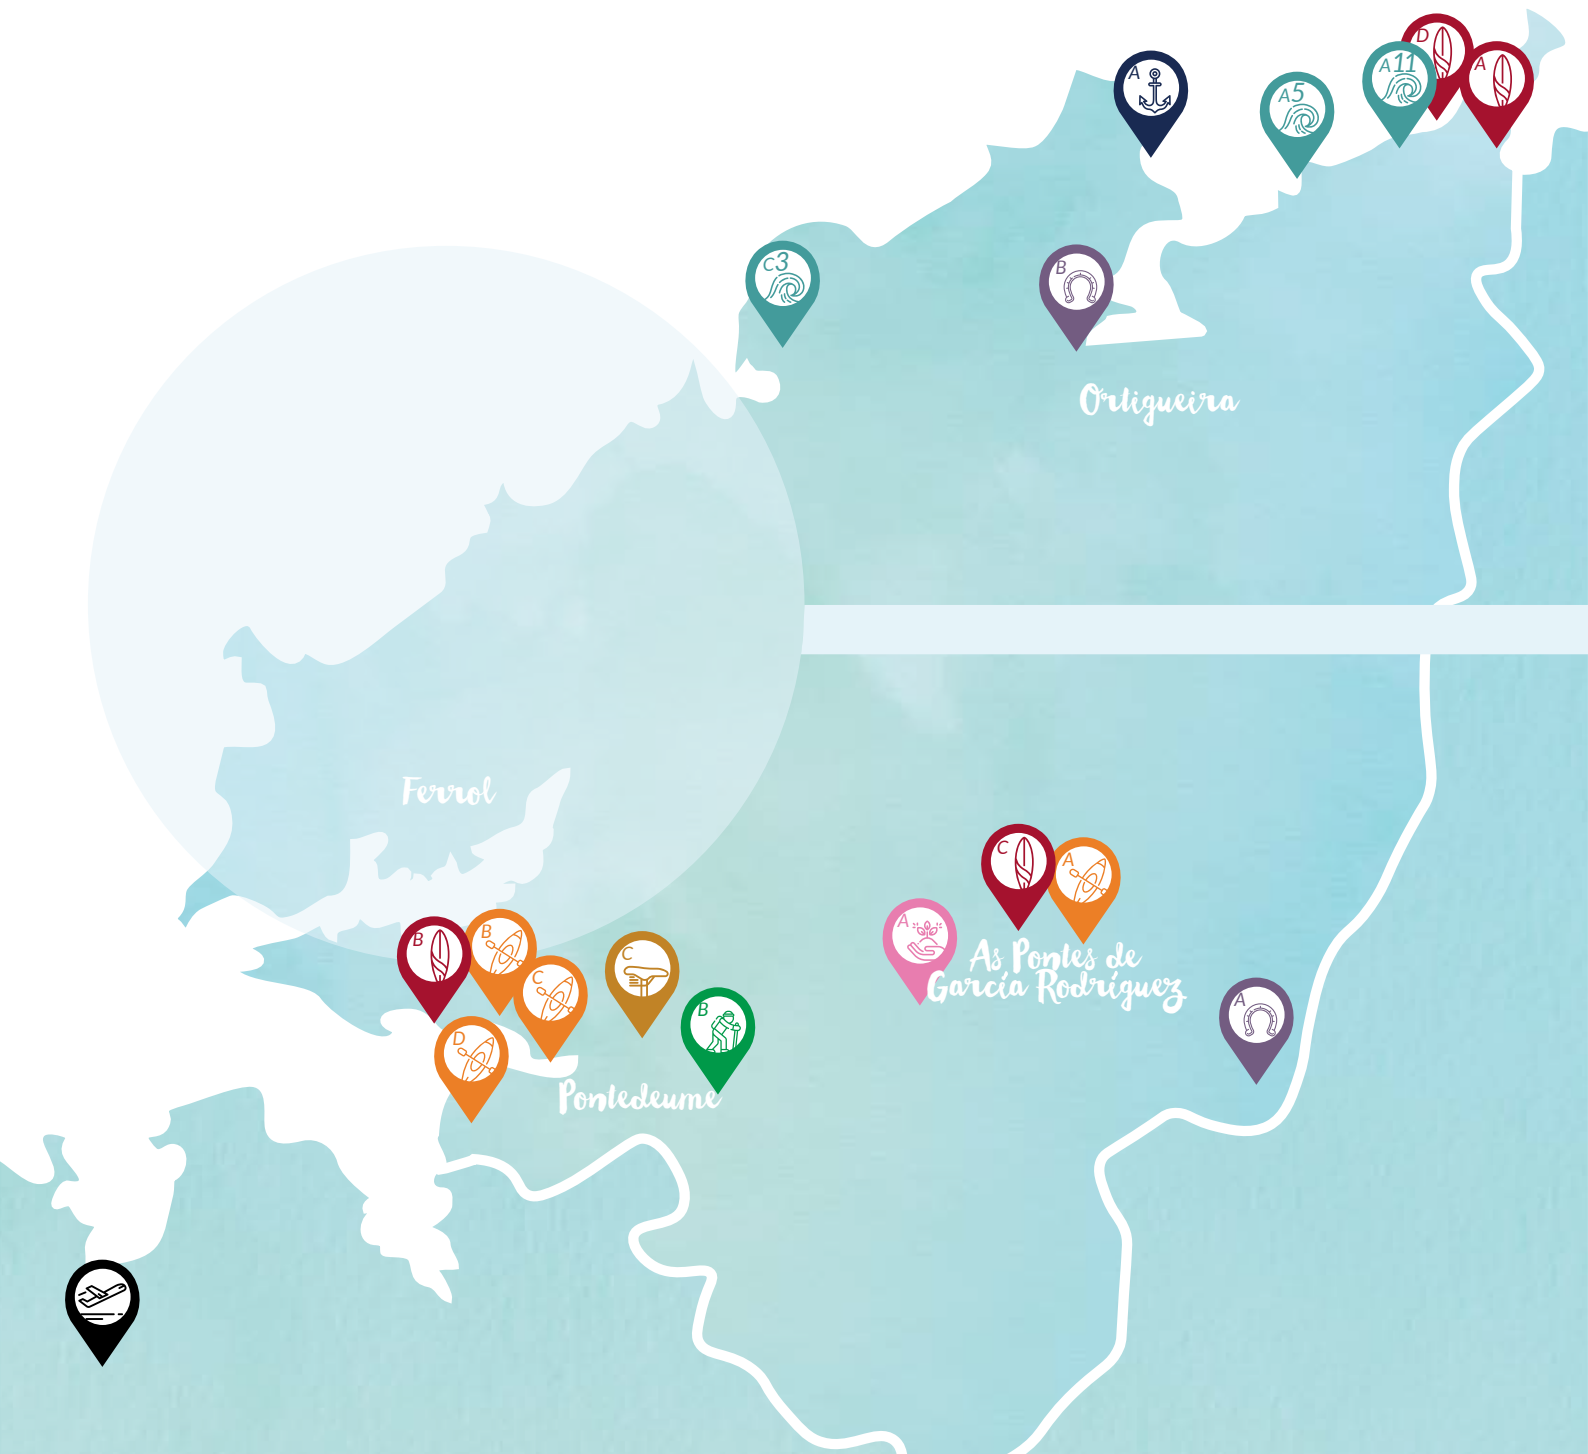 D
A
A11
A
A5
C3
B
Ortigueira
Ferrol
C
A
A
B
B
C
C
As Pontes de
García Rodríguez
A
B
D
Pontedeume